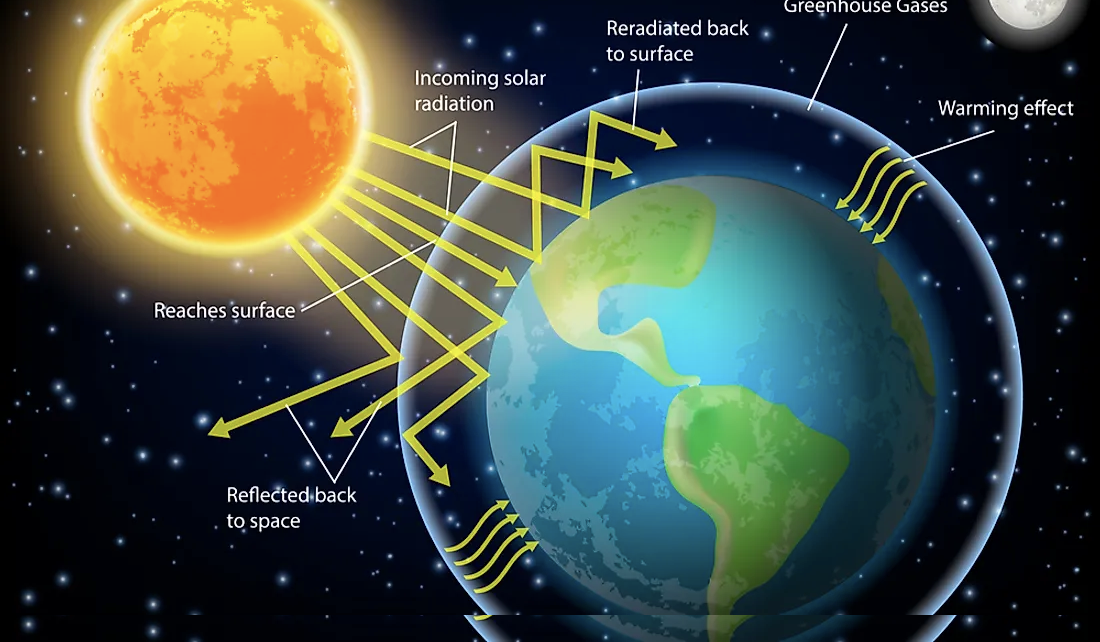 Greenhouse Gases
Reradiated back
to surface
Incoming solar
radiation
Warming effect
Reaches surface
Reflected back
to space